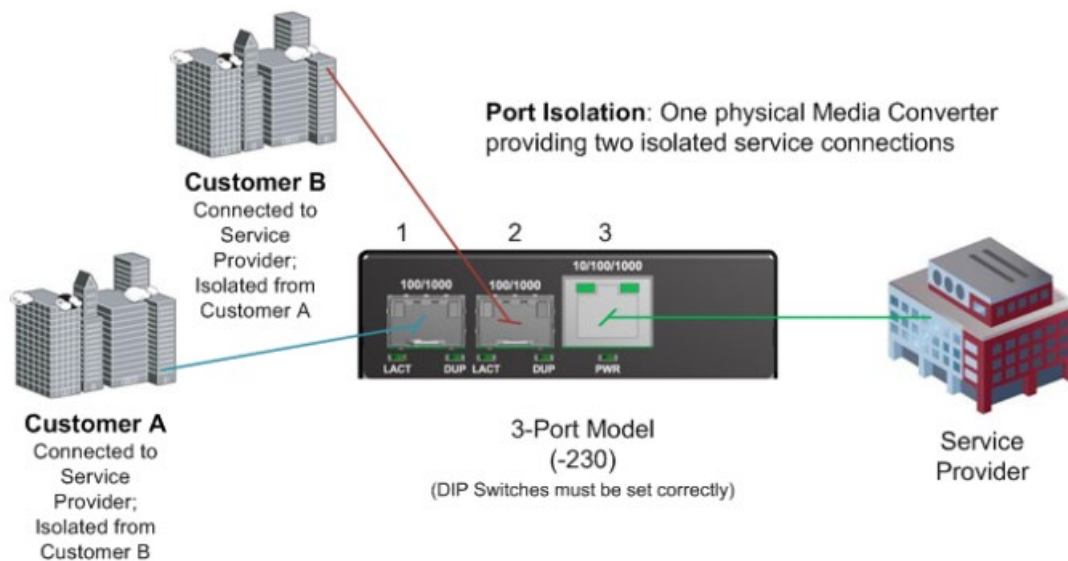 Port Isolation: One physical Media Converter
providing two isolated service connections
Customer B
Connected to
Service
Provider;
Isolated from
Customer A
Customer A
Connected to
Service
Provider;
Isolated from
Customer B
1
2
3
100/1000
100/1000
10/100/1000
LACT
DUP
LACT
DUP
PWR
3-Port Model
(-230)
(DIP Switches must be set correctly)
Service
Provider